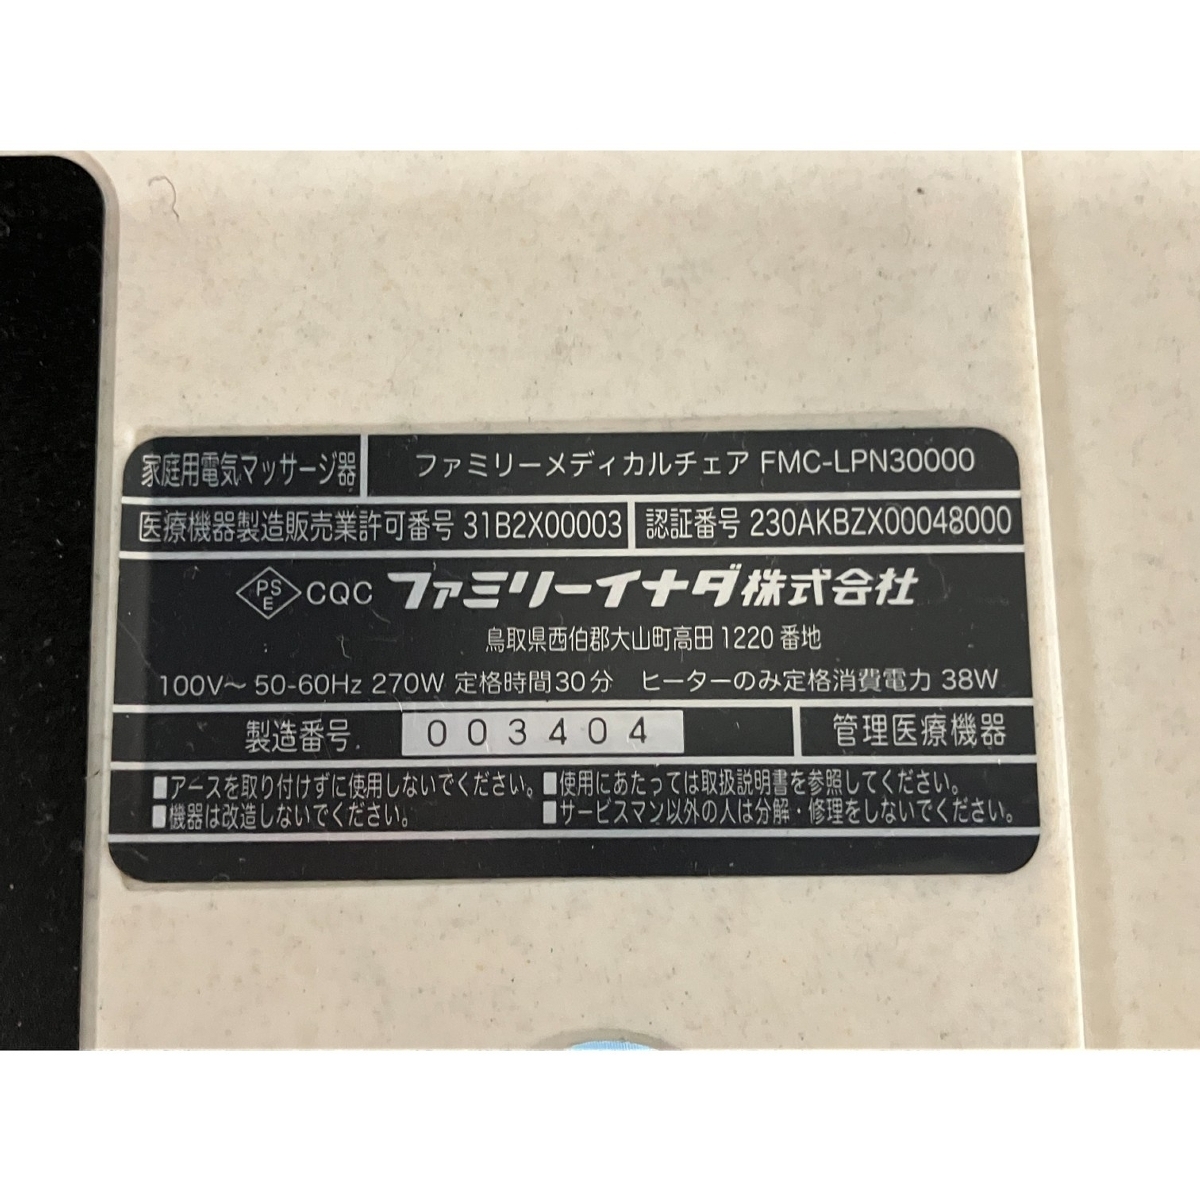 家庭用電気マッサージ器 ファミリーメディカルチェア FMC-LPN30000
医療機器製造販売業許可番号 31B2X00003 認証番号 230AKBZX00048000
PS E CQC ファミリーイナダ株式会社
鳥取県西伯郡大山町高田 1220 番地
100V～ 50-60Hz 270W 定格時間30分 ヒーターのみ定格消費電力 38W
製造番号. 003404 管理医療機器
■アースを取り付けずに使用しないでください。 ■使用にあたっては取扱説明書を参照してください。
■機器は改造しないでください。 ■サービスマン以外の人は分解・修理をしないでください。